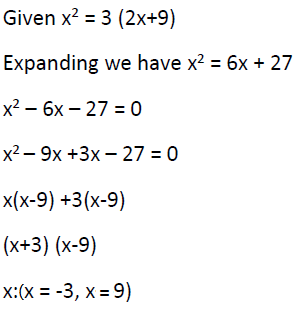 Given x² = 3 (2x+9)
Expanding we have x² = 6x + 27
x² – 6x – 27 = 0
x² – 9x +3x – 27 = 0
x(x-9) +3(x-9)
(x+3) (x-9)
x:(x = -3, x = 9)